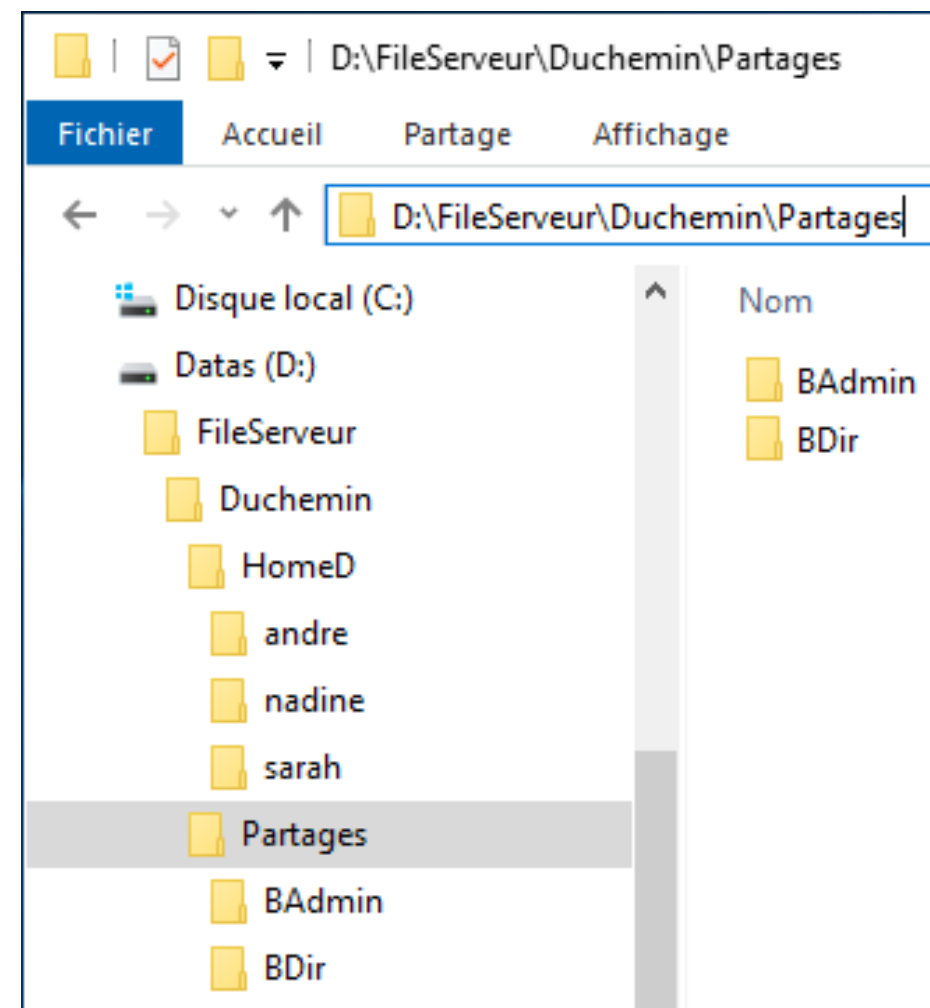 D:\FileServeur\Duchemin\Partages
Fichier Accueil Partage Affichage
D:\FileServeur\Duchemin\Partages
Disque local (C:)
Datas (D:)
FileServeur
Duchemin
HomeD
andre
nadine
sarah
Partages
BAdmin
BDir
Nom
BAdmin
BDir